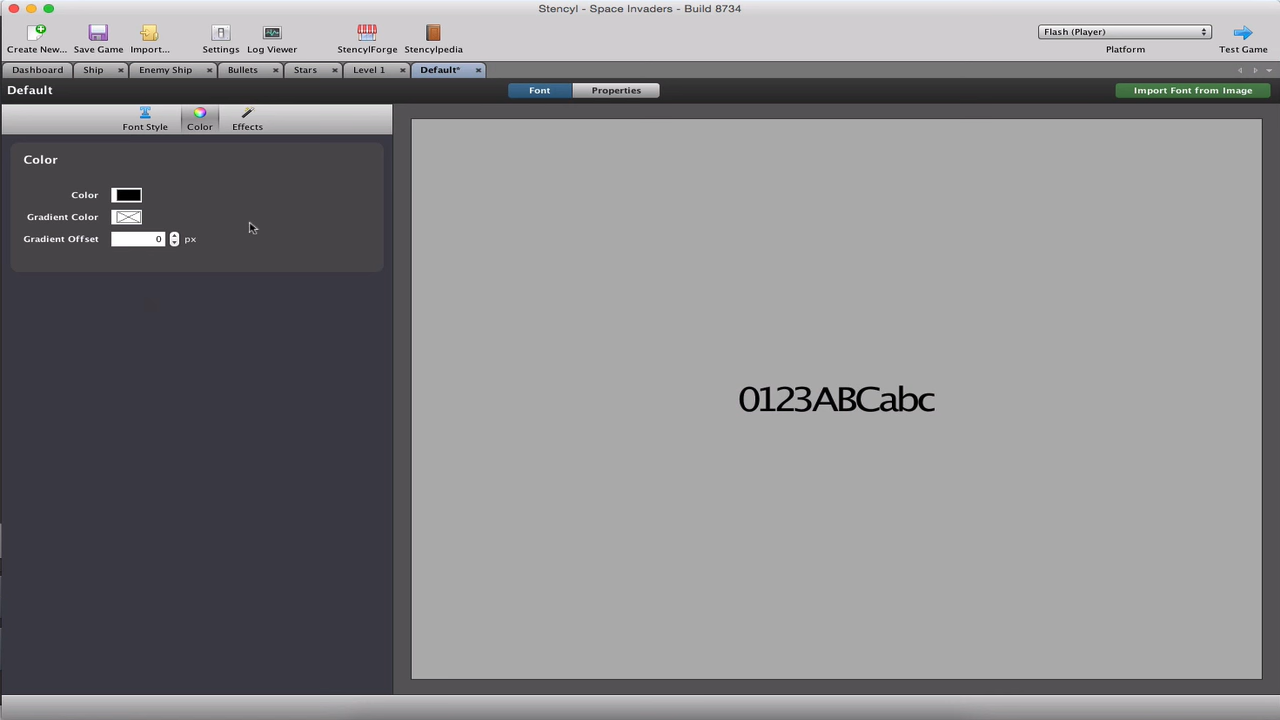 Stencyl - Space Invaders - Build 8734
Create New... Save Game Import... Settings Log Viewer StencylForge Stencylpedia Flash (Player) Platform Test Game
Dashboard Ship Enemy Ship Bullets Stars Level 1 Default*
Default Font Properties Import Font from Image
Font Style Color Effects
Color
Color
Gradient Color
Gradient Offset 0 px
0123ABCabc